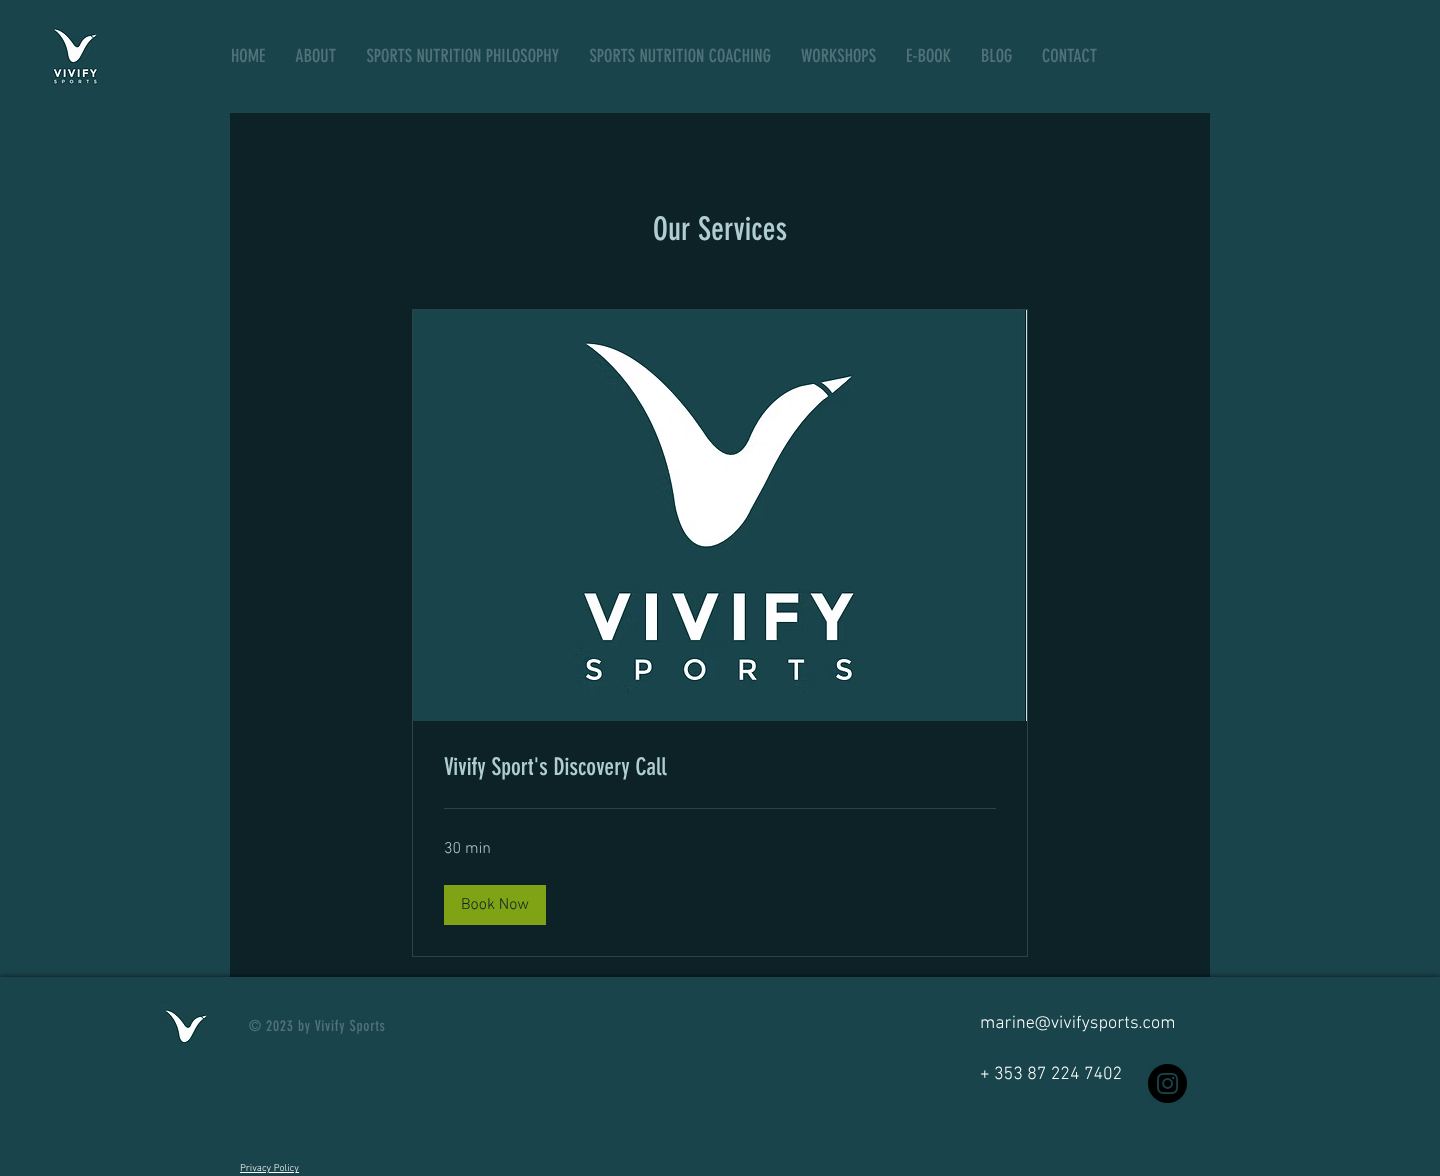 VIVIFY
SPORTS
HOME ABOUT SPORTS NUTRITION PHILOSOPHY SPORTS NUTRITION COACHING WORKSHOPS E-BOOK BLOG CONTACT
Our Services
VIVIFY
SPORTS
Vivify Sport's Discovery Call
30 min
Book Now
© 2023 by Vivify Sports
marine@vivifysports.com
+ 353 87 224 7402
Privacy Policy